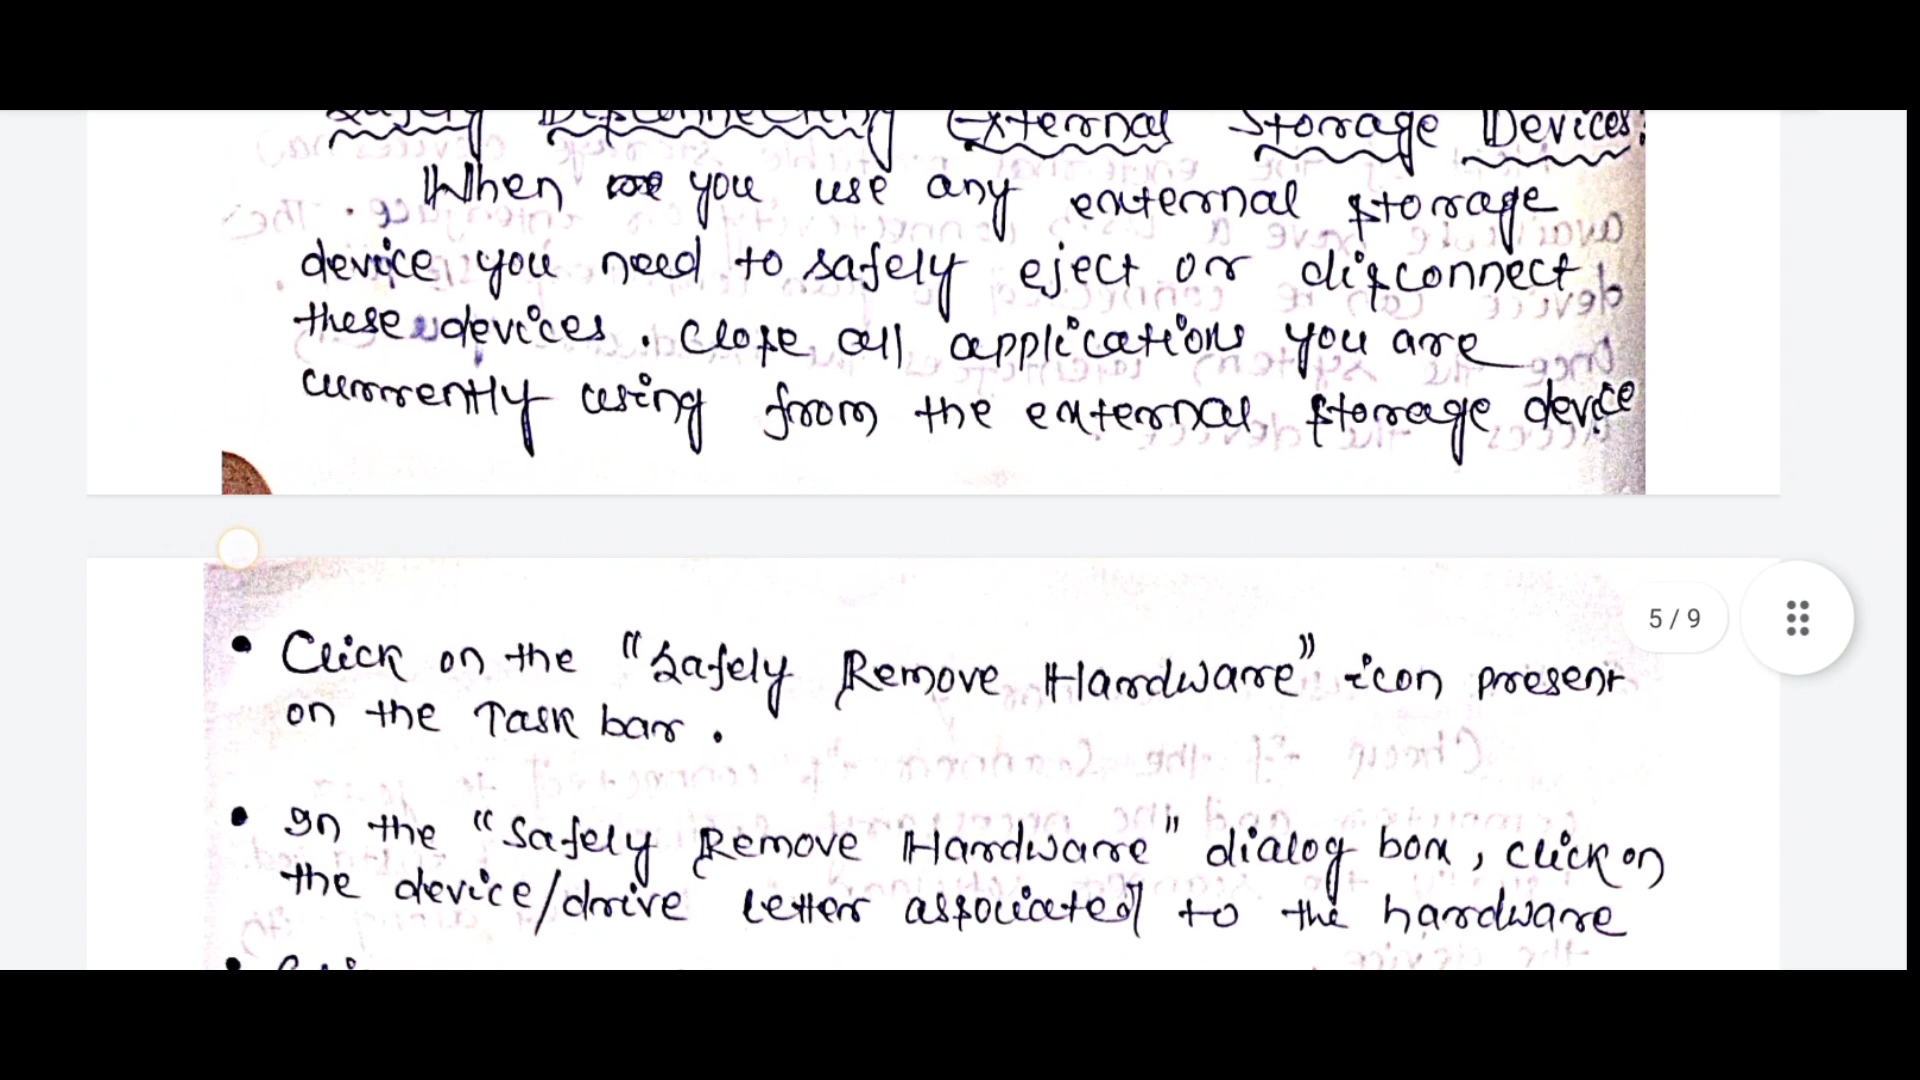 Safely Disconnecting External Storage Devices:
When you use any external storage
device you need to safely eject or disconnect
these devices. Close all applications you are
currently using from the external storage device
5 / 9
• Click on the "Safely Remove Hardware" icon present
on the Task bar.
• In the "Safely Remove Hardware" dialog box, click on
the device/drive letter associated to the hardware